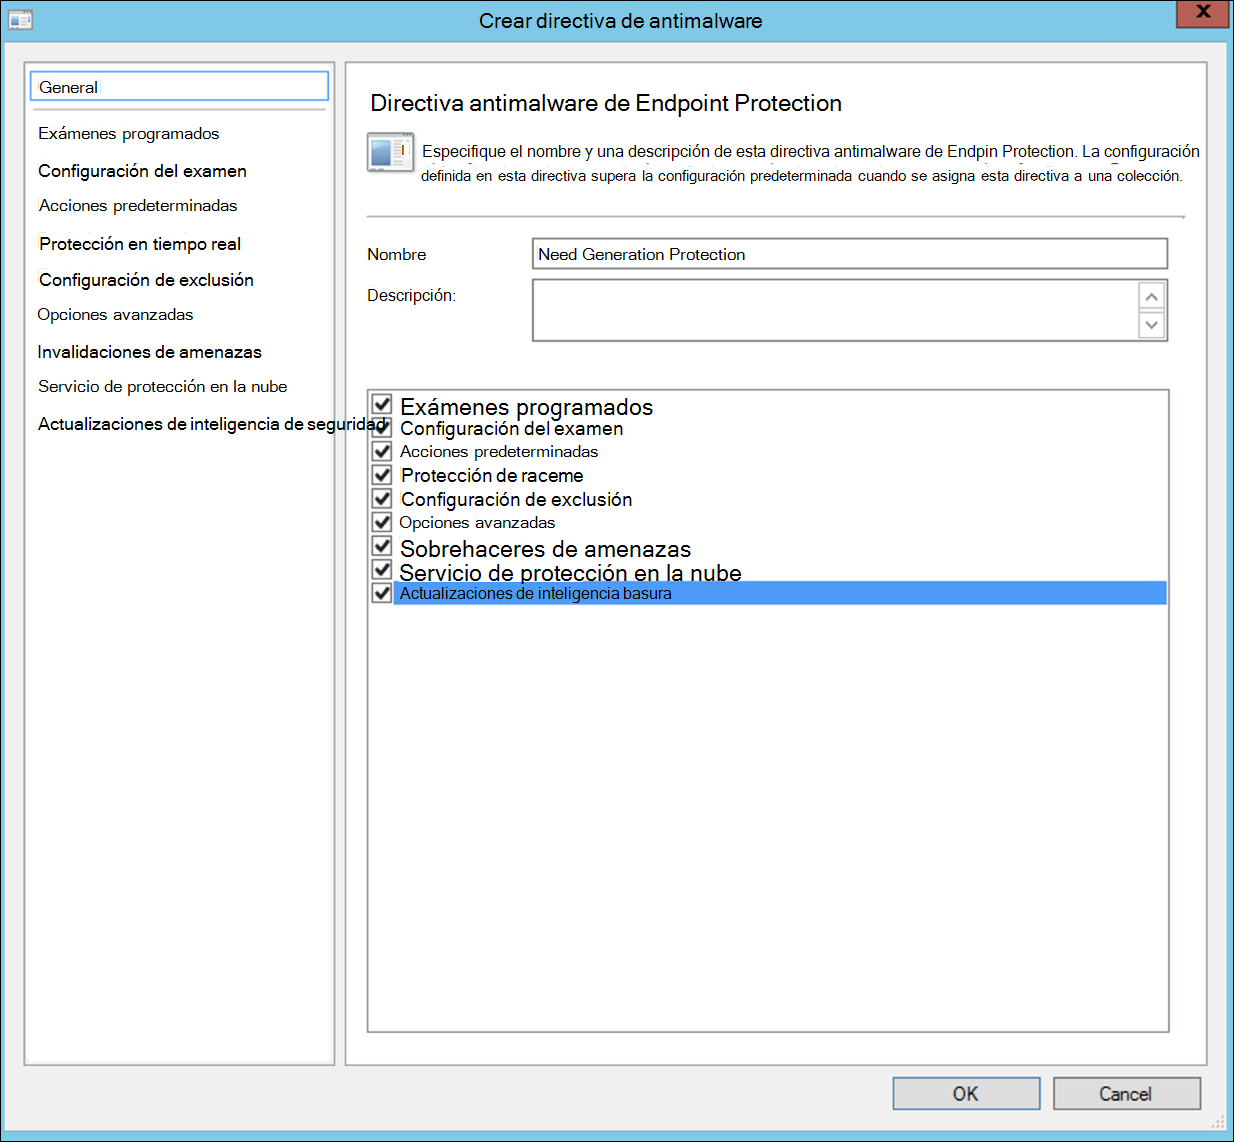 Crear directiva de antimalware
X
General
Exámenes programados
Configuración del examen
Acciones predeterminadas
Protección en tiempo real
Configuración de exclusión
Opciones avanzadas
Invalidaciones de amenazas
Servicio de protección en la nube
Actualizaciones de inteligencia de seguridad
Directiva antimalware de Endpoint Protection
Especifique el nombre y una descripción de esta directiva antimalware de Endpin Protection. La configuración
definida en esta directiva supera la configuración predeterminada cuando se asigna esta directiva a una colección.
Nombre
Need Generation Protection
Descripción:
Exámenes programados
Configuración del examen
Acciones predeterminadas
Protección de raceme
Configuración de exclusión
Opciones avanzadas
Sobrehaceres de amenazas
Servicio de protección en la nube
Actualizaciones de inteligencia basura
OK
Cancel